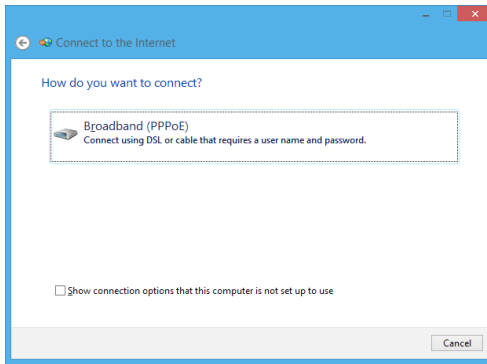 Connect to the Internet
How do you want to connect?
Broadband (PPPoE)
Connect using DSL or cable that requires a user name and password.
Show connection options that this computer is not set up to use
Cancel